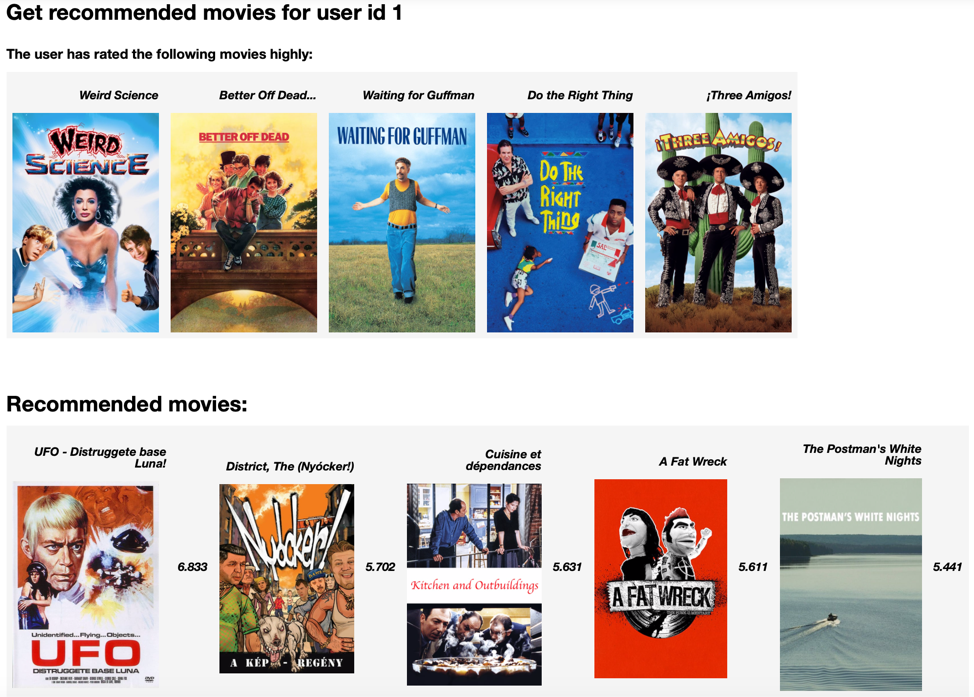 Get recommended movies for user id 1
The user has rated the following movies highly:
Weird Science
Better Off Dead...
Waiting for Guffman
Do the Right Thing
¡Three Amigos!
WEIRD
SCIENCE
BETTER OFF DEAD
WAITING FOR GUFFMAN
DO THE
RIGHT
THING
SAL'S
¡THREE AMIGOS!
Recommended movies:
UFO - Distruggete base
Luna!
District, The (Nyócker!)
Cuisine et
dépendances
A Fat Wreck
The Postman's White
Nights
Unidentified... Flying... Objects...
UFO
DISTRUGGETE BASE LUNA
6.833
Nyócker!
A KÉP - REGÉNY
5.702
Kitchen and Outbuildings
5.631
A FAT WRECK
5.611
THE POSTMAN'S WHITE NIGHTS
5.441